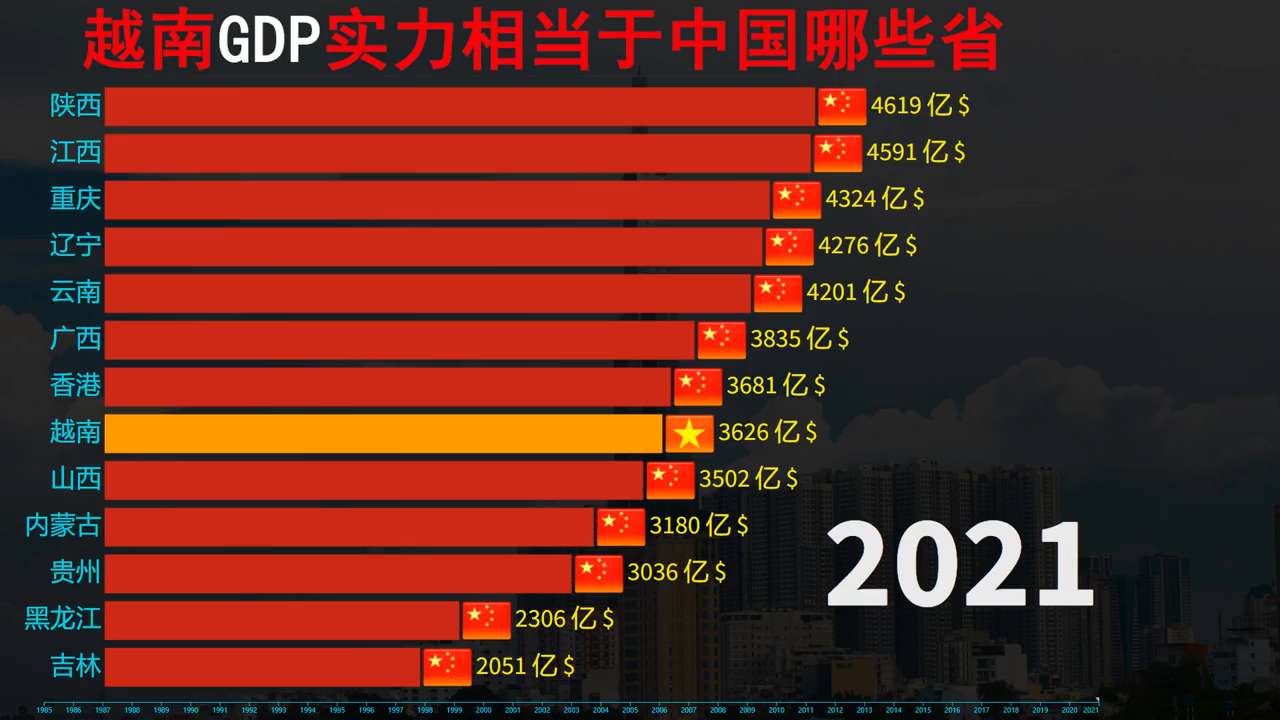 越南GDP实力相当于中国哪些省
陕西 4619 亿 $
江西 4591 亿 $
重庆 4324 亿 $
辽宁 4276 亿 $
云南 4201 亿 $
广西 3835 亿 $
香港 3681 亿 $
越南 3626 亿 $
山西 3502 亿 $
内蒙古 3180 亿 $
贵州 3036 亿 $
黑龙江 2306 亿 $
吉林 2051 亿 $
2021
1985 1986 1987 1988 1989 1990 1991 1992 1993 1994 1995 1996 1997 1998 1999 2000 2001 2002 2003 2004 2005 2006 2007 2008 2009 2010 2011 2012 2013 2014 2015 2016 2017 2018 2019 2020 2021